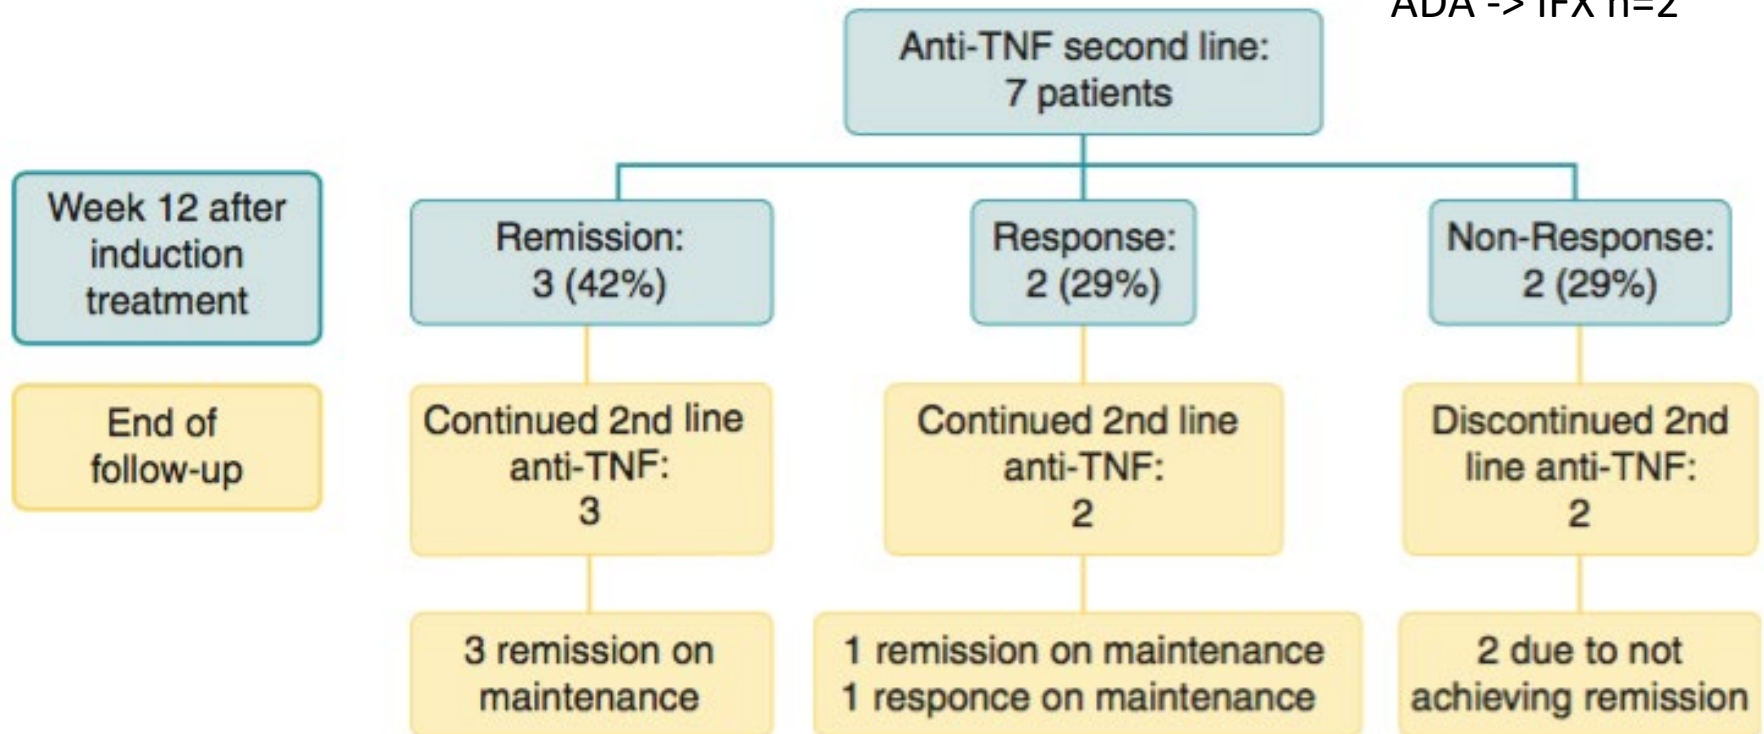 ADA -> IFX n=2
Anti-TNF second line:
7 patients
Week 12 after
induction
treatment
Remission:
3 (42%)
Response:
2 (29%)
Non-Response:
2 (29%)
End of
follow-up
Continued 2nd line
anti-TNF:
3
Continued 2nd line
anti-TNF:
2
Discontinued 2nd
line anti-TNF:
2
3 remission on
maintenance
1 remission on maintenance
1 responce on maintenance
2 due to not
achieving remission